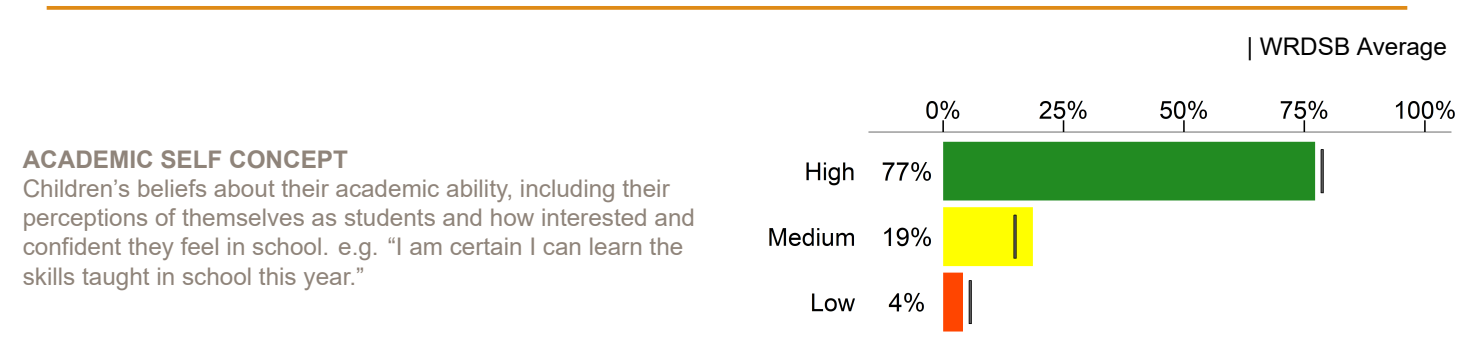 | WRDSB Average
0% 25% 50% 75% 100%
ACADEMIC SELF CONCEPT
Children’s beliefs about their academic ability, including their
perceptions of themselves as students and how interested and
confident they feel in school. e.g. “I am certain I can learn the
skills taught in school this year.”
High 77%
Medium 19%
Low 4%